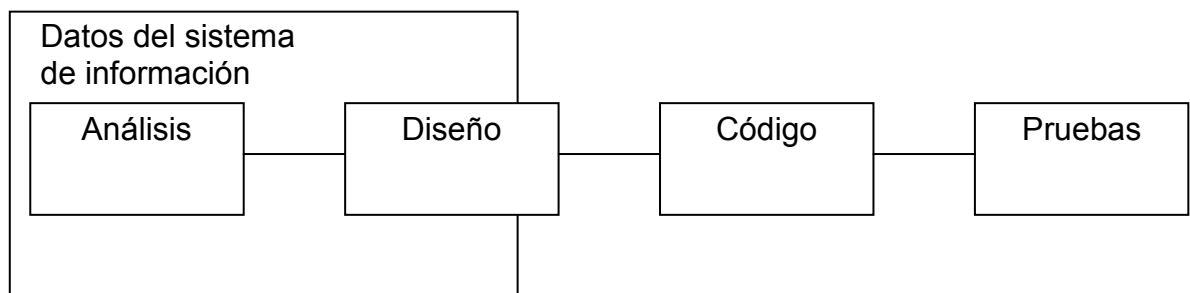 Datos del sistema
de información
Análisis
Diseño
Código
Pruebas